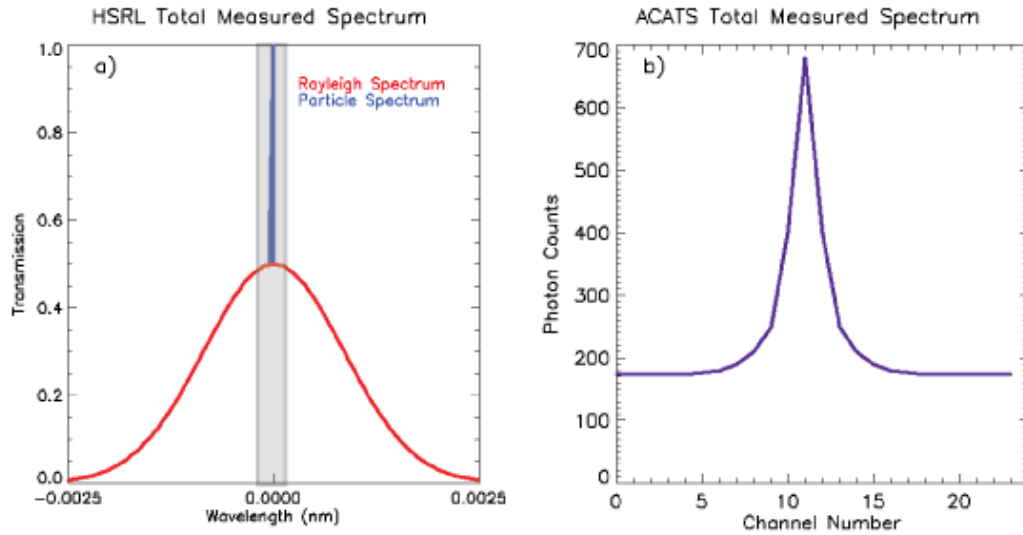 HSRL Total Measured Spectrum
a)
Rayleigh Spectrum
Particle Spectrum
Transmission
1.0
0.8
0.6
0.4
0.2
0.0
-0.0025
0.0000
0.0025
Wavelength (nm)
ACATS Total Measured Spectrum
b)
Photon Counts
700
600
500
400
300
200
100
0
0
5
10
15
20
Channel Number